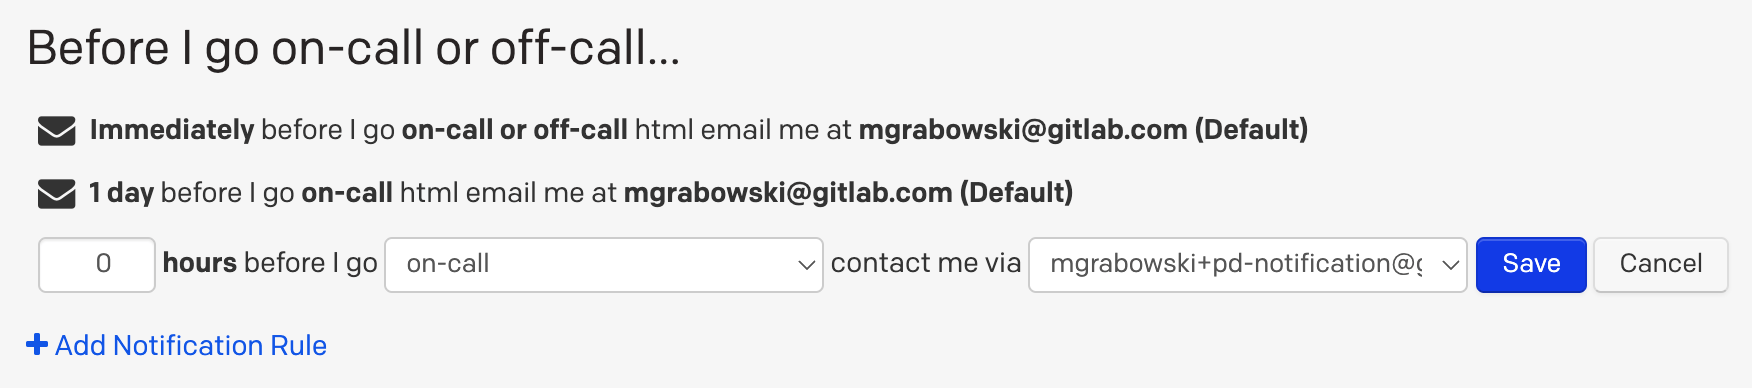 Before I go on-call or off-call...
Immediately before I go on-call or off-call html email me at mgrabowski@gitlab.com (Default)
1 day before I go on-call html email me at mgrabowski@gitlab.com (Default)
0 hours before I go on-call contact me via mgrabowski+pd-notification@g Save Cancel
+ Add Notification Rule